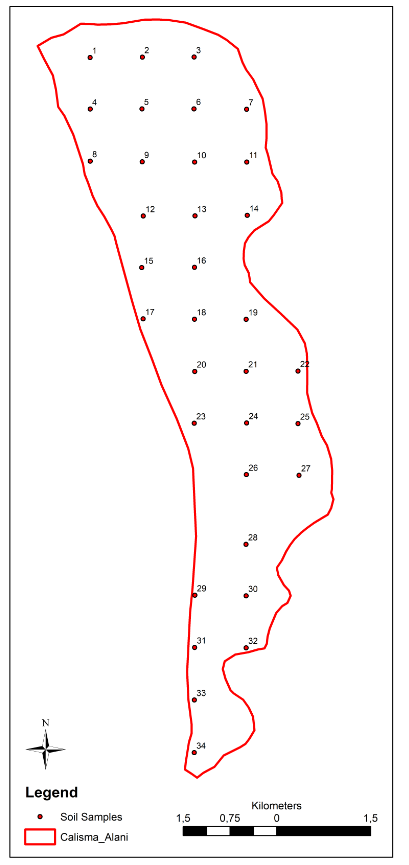 1 2 3
4 5 6 7
8 9 10 11
12 13 14
15 16
17 18 19
20 21 22
23 24 25
26 27
28
29 30
31 32
33
34
N
Legend
Soil Samples
Calisma_Alani
Kilometers
1,5 0,75 0 1,5